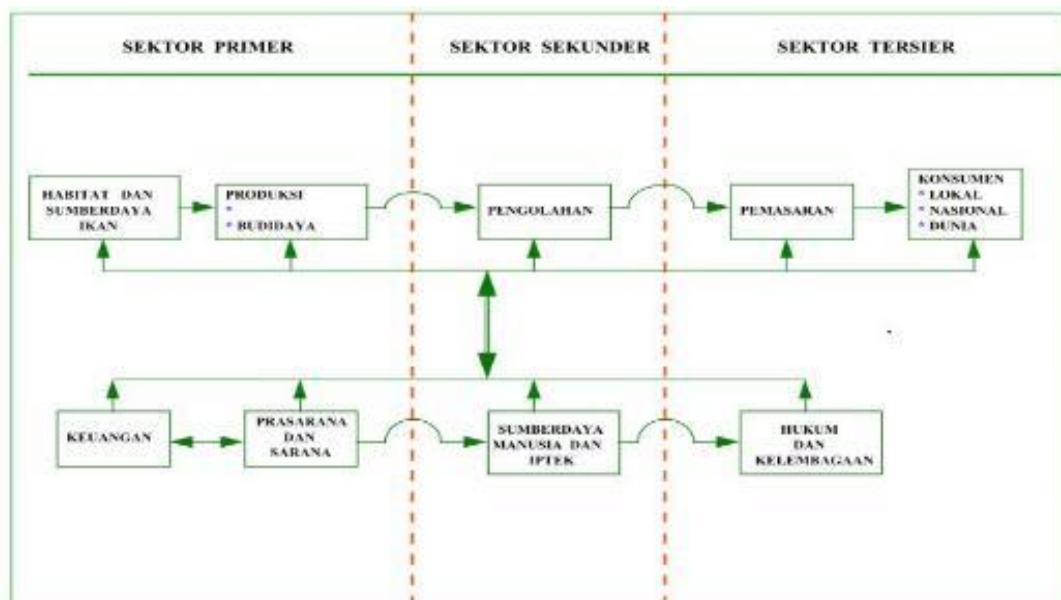 SEKTOR PRIMER
SEKTOR SEKUNDER
SEKTOR TERSIER
HABITAT DAN
SUMBERDAYA
IKAN
PRODUKSI
*
* BUDIDAYA
PENGOLAHAN
PEMASARAN
KONSUMEN
* LOKAL
* NASIONAL
* DUNIA
KEUANGAN
PRASARANA
DAN
SARANA
SUMBERDAYA
MANUSIA DAN
IPTEK
HUKUM
DAN
KELEMBAGAAN